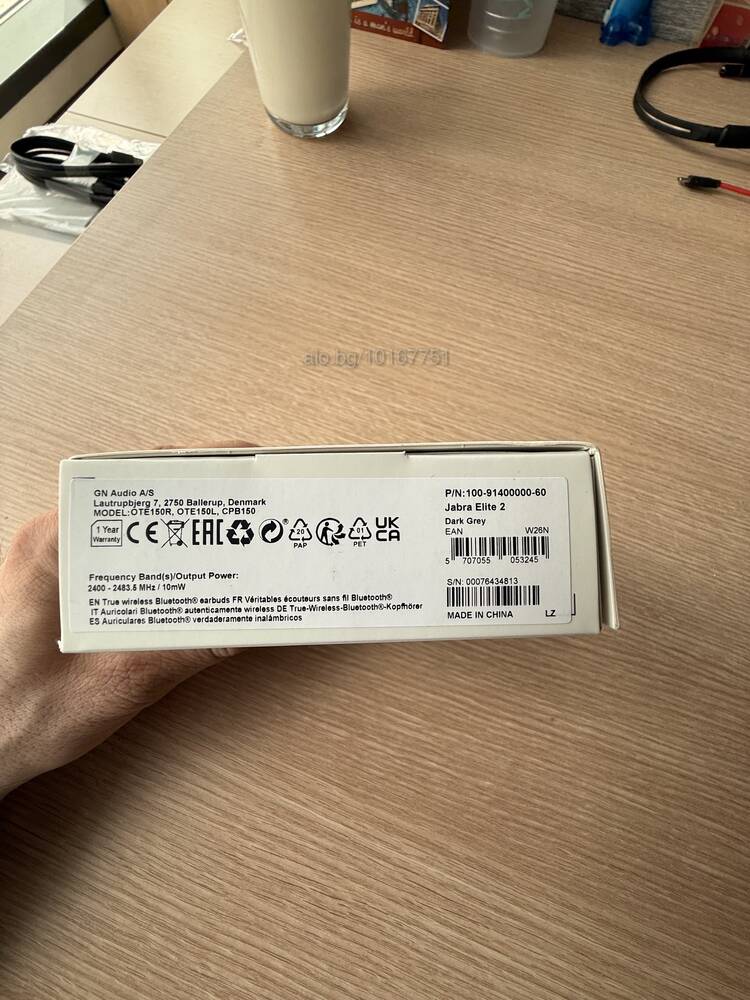 alo.bg/10167751
GN Audio A/S
Lautrupbjerg 7, 2750 Ballerup, Denmark
MODEL:OTE150R, OTE150L, CPB150
1 Year
Warranty
CE
EAC
20
PAP
01
PET
UK
CA
Frequency Band(s)/Output Power:
2400 - 2483.5 MHz / 10mW
EN True wireless Bluetooth® earbuds FR Véritables écouteurs sans fil Bluetooth®
IT Auricolari Bluetooth® autenticamente wireless DE True-Wireless-Bluetooth®-Kopfhörer
ES Auriculares Bluetooth® verdaderamente inalámbricos
P/N:100-91400000-60
Jabra Elite 2
Dark Grey
EAN W26N
5 707055 053245
S/N: 00076434813
MADE IN CHINA LZ